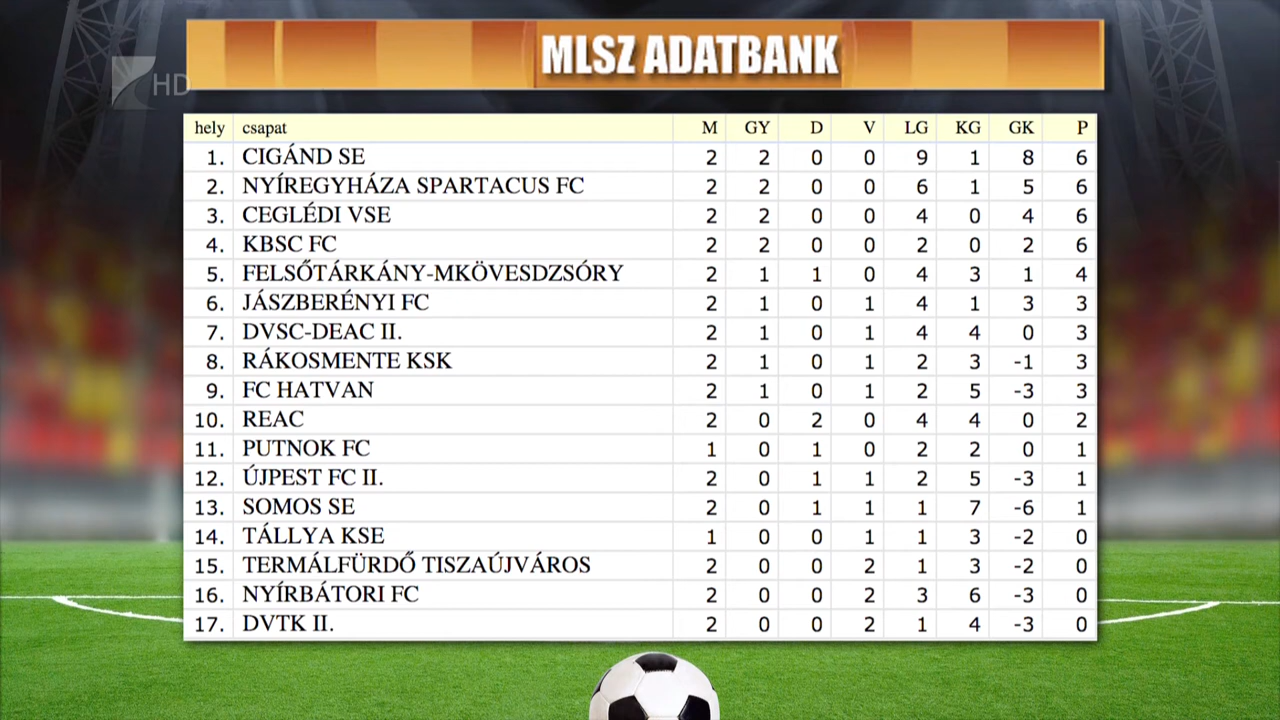 MLSZ ADATBANK
HD
hely csapat M GY D V LG KG GK P
1. CIGÁND SE 2 2 0 0 9 1 8 6
2. NYÍREGYHÁZA SPARTACUS FC 2 2 0 0 6 1 5 6
3. CEGLÉDI VSE 2 2 0 0 4 0 4 6
4. KBSC FC 2 2 0 0 2 0 2 6
5. FELSŐTÁRKÁNY-MKÖVESDZSÓRY 2 1 1 0 4 3 1 4
6. JÁSZBERÉNYI FC 2 1 0 1 4 1 3 3
7. DVSC-DEAC II. 2 1 0 1 4 4 0 3
8. RÁKOSMENTE KSK 2 1 0 1 2 3 -1 3
9. FC HATVAN 2 1 0 1 2 5 -3 3
10. REAC 2 0 2 0 4 4 0 2
11. PUTNOK FC 1 0 1 0 2 2 0 1
12. ÚJPEST FC II. 2 0 1 1 2 5 -3 1
13. SOMOS SE 2 0 1 1 1 7 -6 1
14. TÁLLYA KSE 1 0 0 1 1 3 -2 0
15. TERMÁLFÜRDŐ TISZAÚJVÁROS 2 0 0 2 1 3 -2 0
16. NYÍRBÁTORI FC 2 0 0 2 3 6 -3 0
17. DVTK II. 2 0 0 2 1 4 -3 0